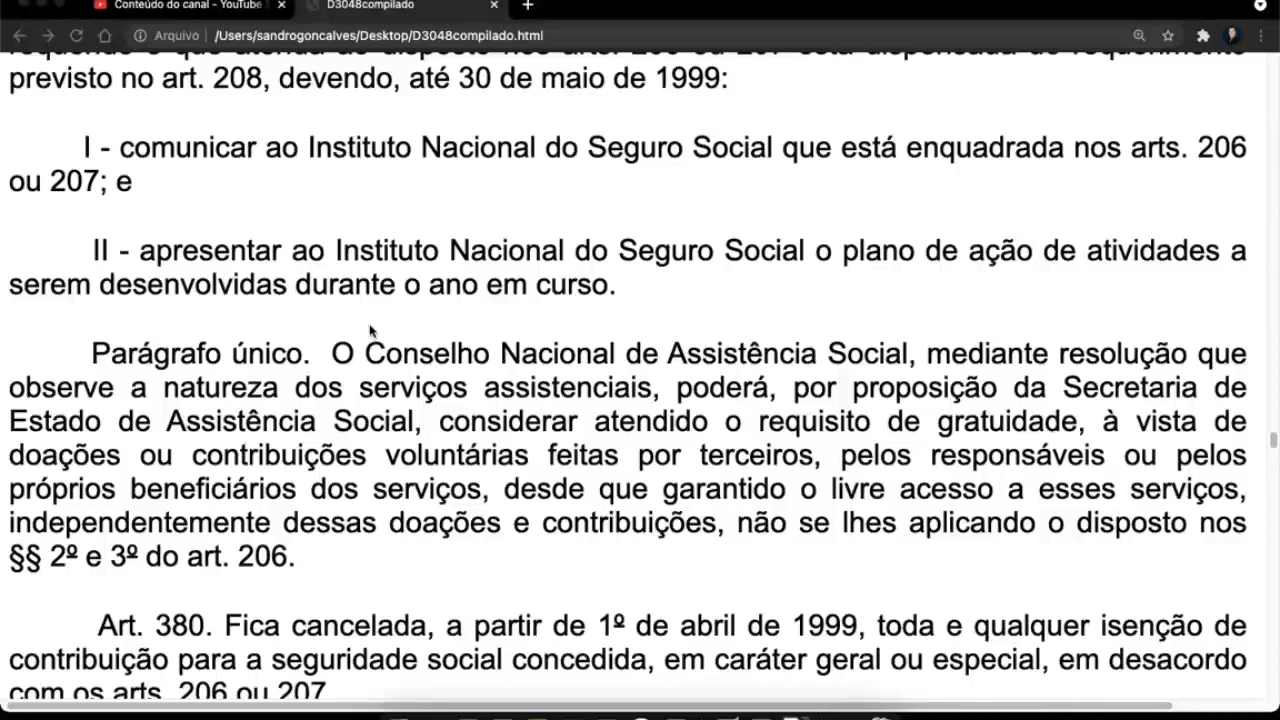 Conteúdo do canal - YouTube
D3048compilado
Arquivo | /Users/sandrogoncalves/Desktop/D3048compilado.html
previsto no art. 208, devendo, até 30 de maio de 1999:
I - comunicar ao Instituto Nacional do Seguro Social que está enquadrada nos arts. 206
ou 207; e
II - apresentar ao Instituto Nacional do Seguro Social o plano de ação de atividades a
serem desenvolvidas durante o ano em curso.
Parágrafo único. O Conselho Nacional de Assistência Social, mediante resolução que
observe a natureza dos serviços assistenciais, poderá, por proposição da Secretaria de
Estado de Assistência Social, considerar atendido o requisito de gratuidade, à vista de
doações ou contribuições voluntárias feitas por terceiros, pelos responsáveis ou pelos
próprios beneficiários dos serviços, desde que garantido o livre acesso a esses serviços,
independentemente dessas doações e contribuições, não se lhes aplicando o disposto nos
§§ 2º e 3º do art. 206.
Art. 380. Fica cancelada, a partir de 1º de abril de 1999, toda e qualquer isenção de
contribuição para a seguridade social concedida, em caráter geral ou especial, em desacordo
com os arts. 206 ou 207